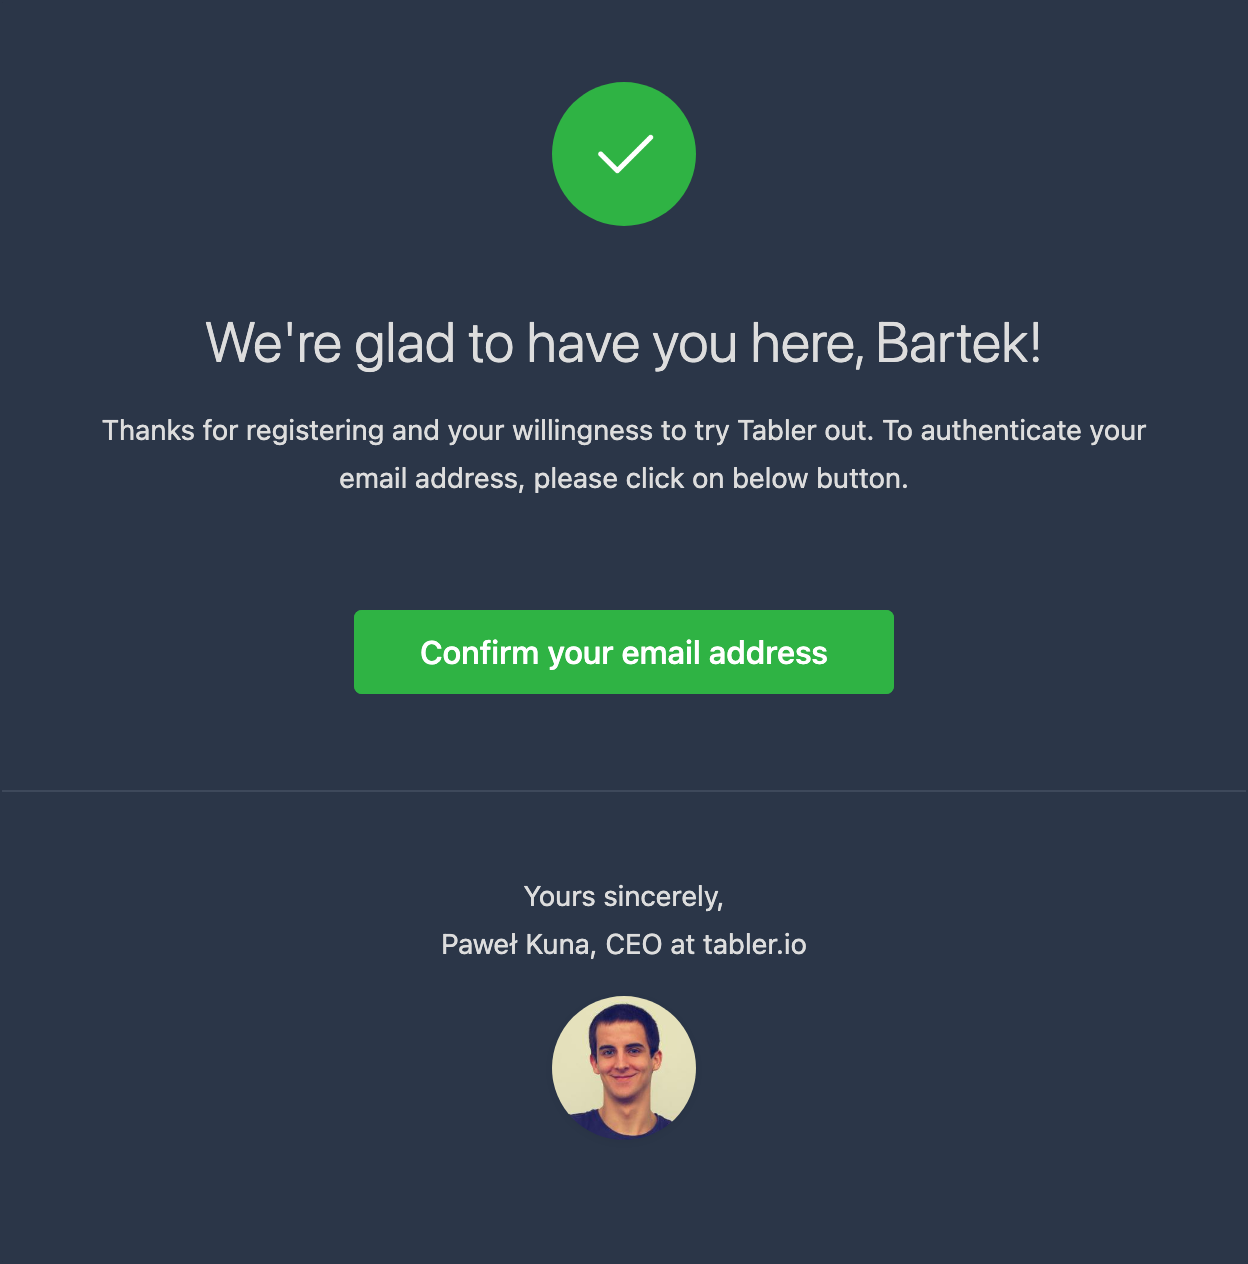 We're glad to have you here, Bartek!
Thanks for registering and your willingness to try Tabler out. To authenticate your
email address, please click on below button.
Confirm your email address
Yours sincerely,
Paweł Kuna, CEO at tabler.io